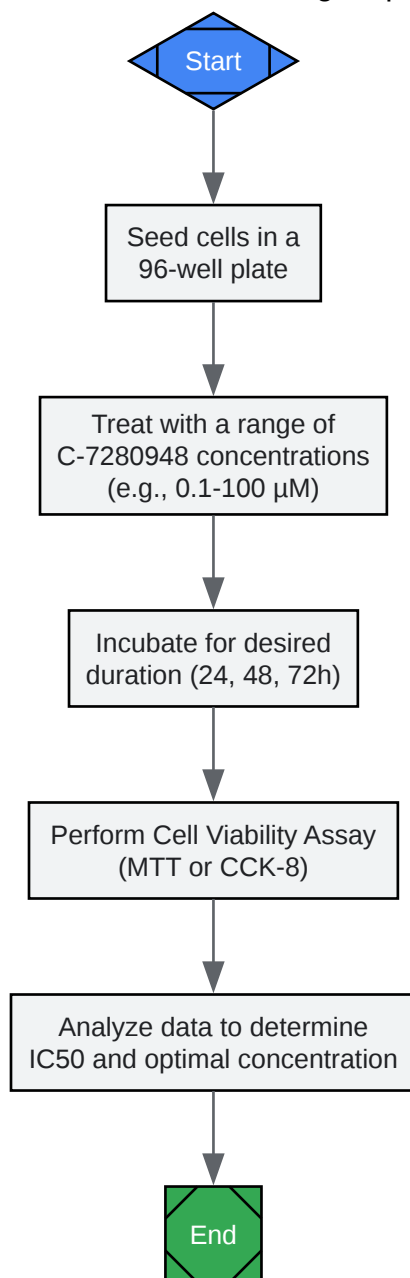 Start
Seed cells in a
96-well plate
Treat with a range of
C-7280948 concentrations
(e.g., 0.1-100 µM)
Incubate for desired
duration (24, 48, 72h)
Perform Cell Viability Assay
(MTT or CCK-8)
Analyze data to determine
IC50 and optimal concentration
End